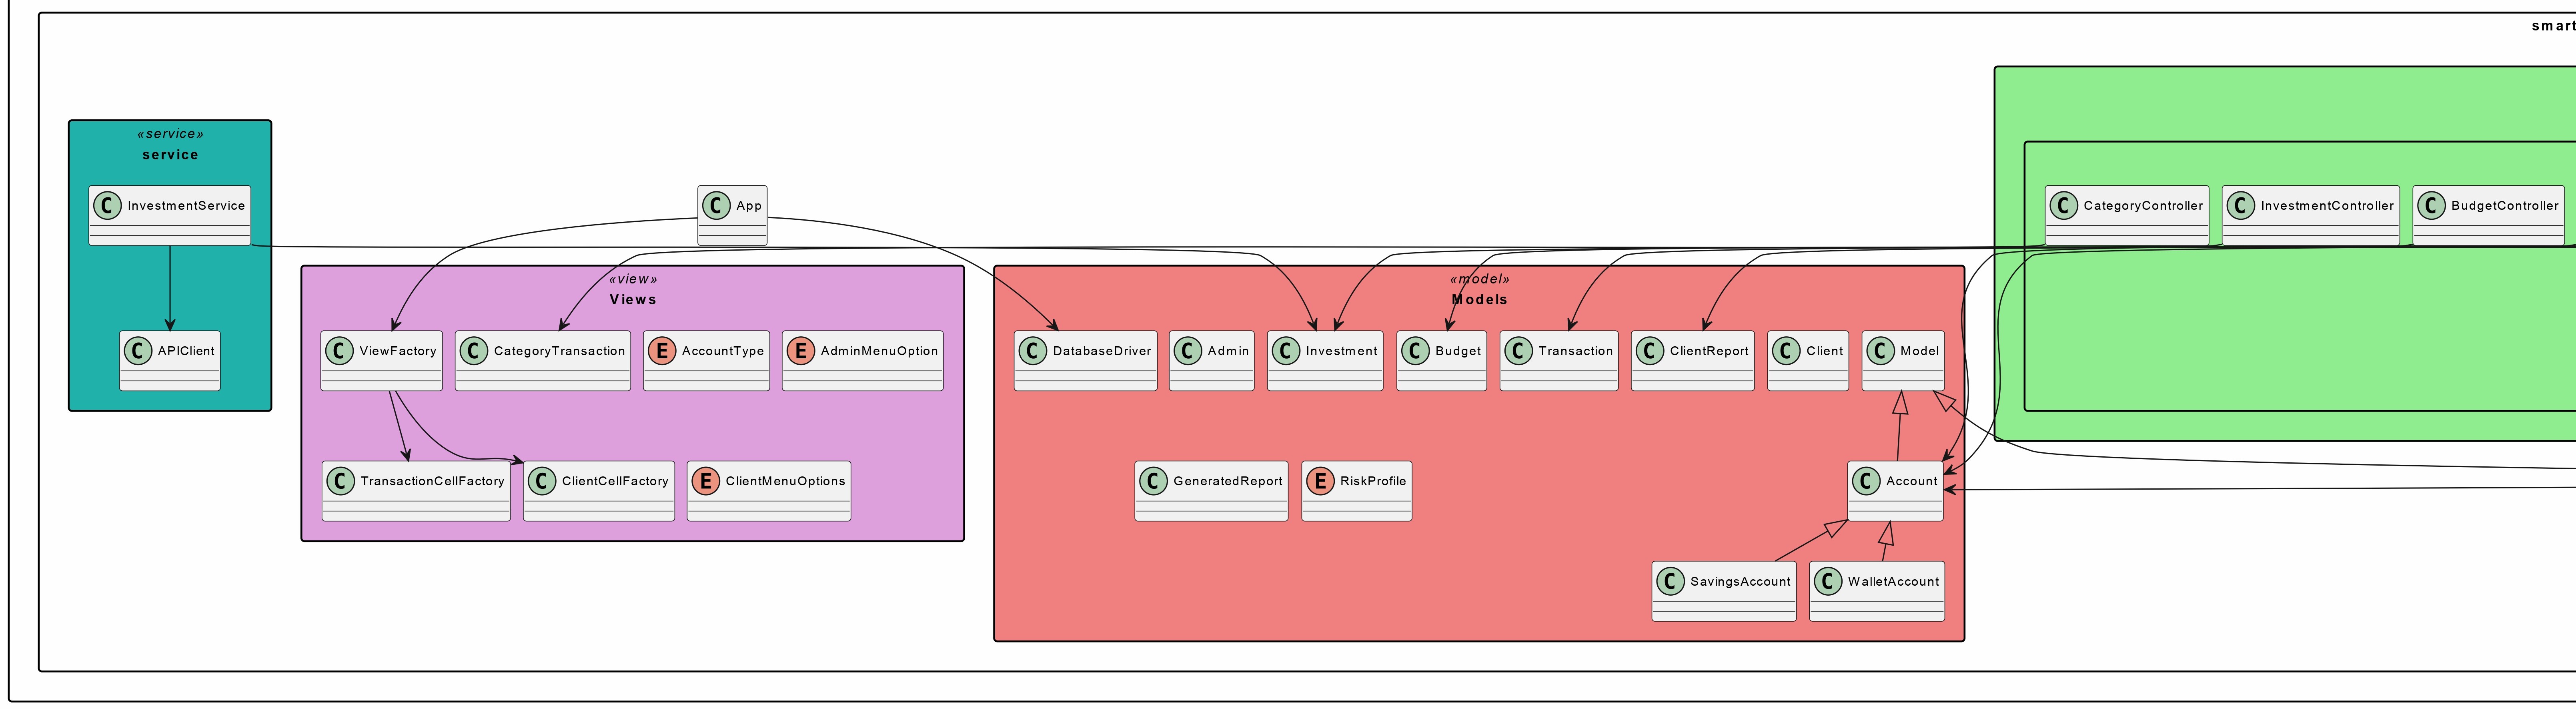 smart
«service»
service
C InvestmentService
C App
C CategoryController
C InvestmentController
C BudgetController
«view»
Views
«model»
Models
C APIClient
C ViewFactory
C CategoryTransaction
E AccountType
E AdminMenuOption
C DatabaseDriver
C Admin
C Investment
C Budget
C Transaction
C ClientReport
C Client
C Model
C TransactionCellFactory
C ClientCellFactory
E ClientMenuOptions
C GeneratedReport
E RiskProfile
C Account
C SavingsAccount
C WalletAccount